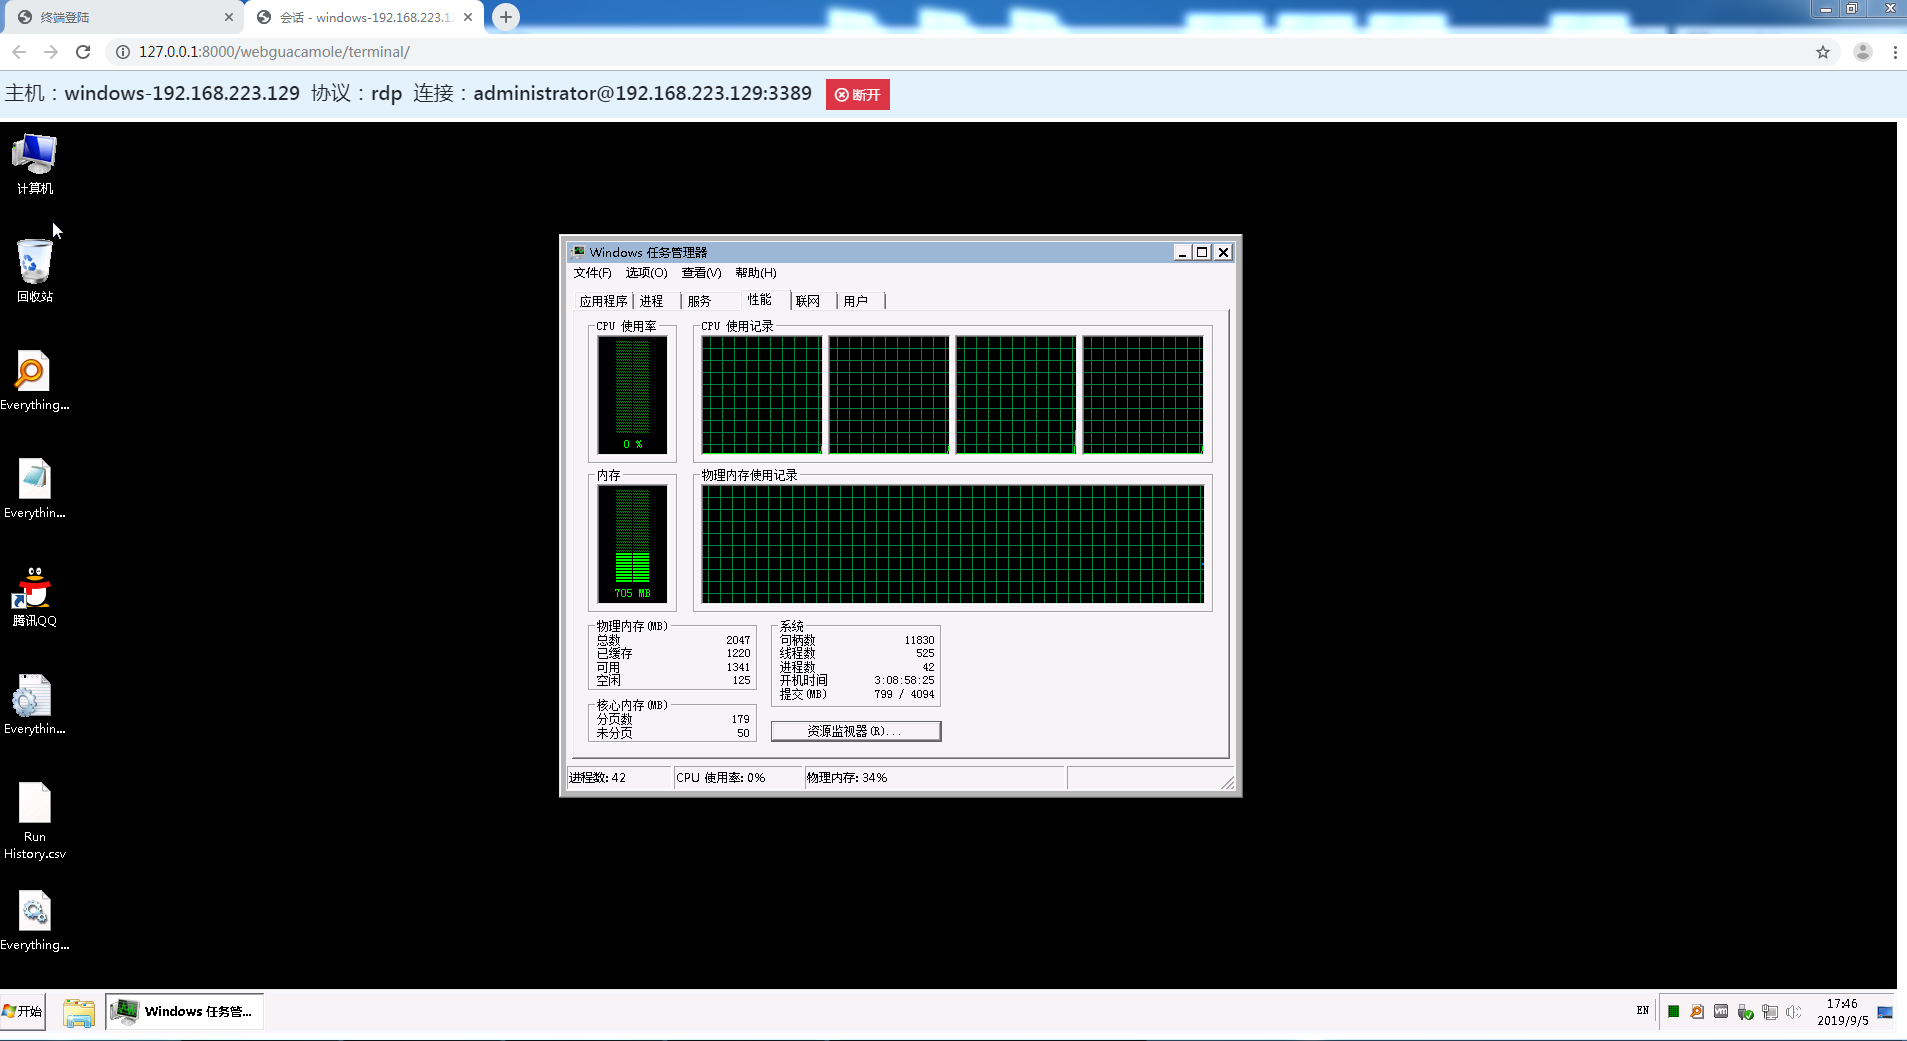 终端登陆
会话 - windows-192.168.223.12
127.0.0.1:8000/webguacamole/terminal/
主机：windows-192.168.223.129 协议：rdp 连接：administrator@192.168.223.129:3389 断开
计算机
回收站
Everything...
Everythin...
腾讯QQ
Everythin...
Run
History.csv
Everything...
Windows 任务管理器
文件(F) 选项(O) 查看(V) 帮助(H)
应用程序 进程 服务 性能 联网 用户
CPU 使用率 CPU 使用记录
0 %
内存 物理内存使用记录
705 MB
物理内存(MB)
总数 2047
已缓存 1220
可用 1341
空闲 125
核心内存(MB)
分页数 179
未分页 50
系统
句柄数 11830
线程数 525
进程数 42
开机时间 3:08:58:25
提交(MB) 799 / 4094
资源监视器(R)...
进程数: 42 CPU 使用率: 0% 物理内存: 34%
开始 Windows 任务管... EN vm 17:46
2019/9/5